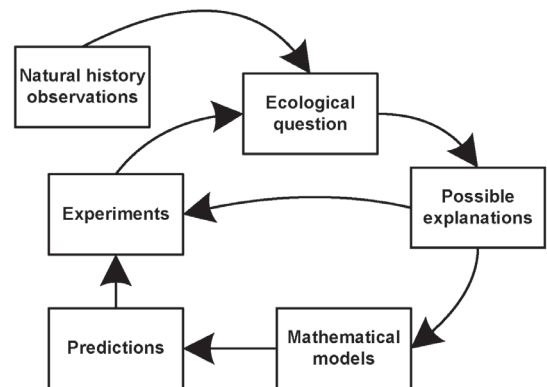 Natural history
observations
Ecological
question
Possible
explanations
Experiments
Predictions
Mathematical
models